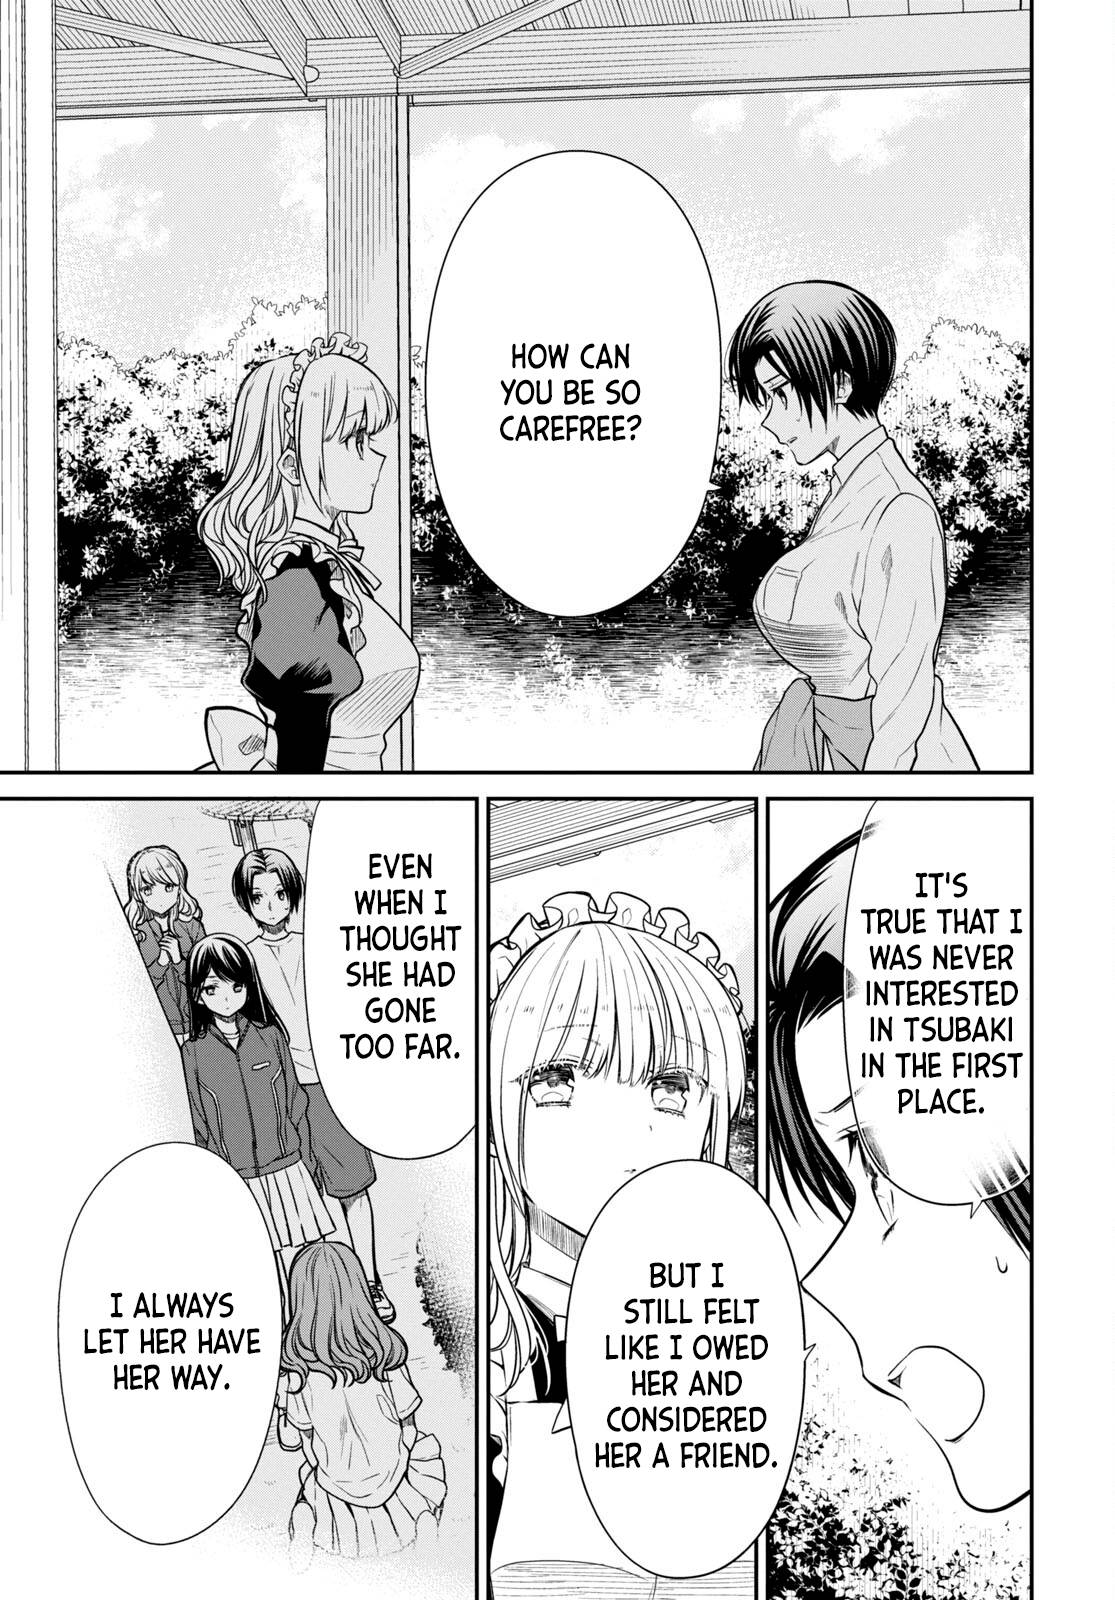 HOW CAN
YOU BE SO
CAREFREE?
IT'S
TRUE THAT I
WAS NEVER
INTERESTED
IN TSUBAKI
IN THE FIRST
PLACE.
BUT I
STILL FELT
LIKE I OWED
HER AND
CONSIDERED
HER A FRIEND.
EVEN
WHEN I
THOUGHT
SHE HAD
GONE
TOO FAR.
I ALWAYS
LET HER HAVE
HER WAY.